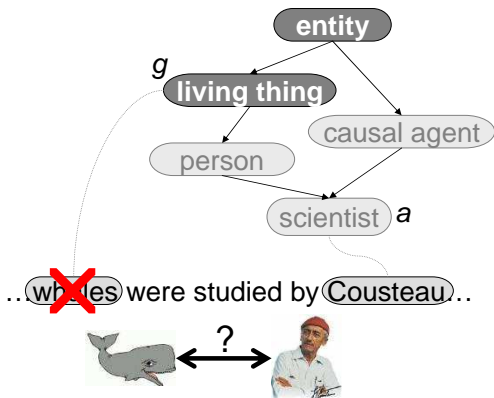 entity
g
living thing
causal agent
person
scientist a
…whales were studied by Cousteau…
?